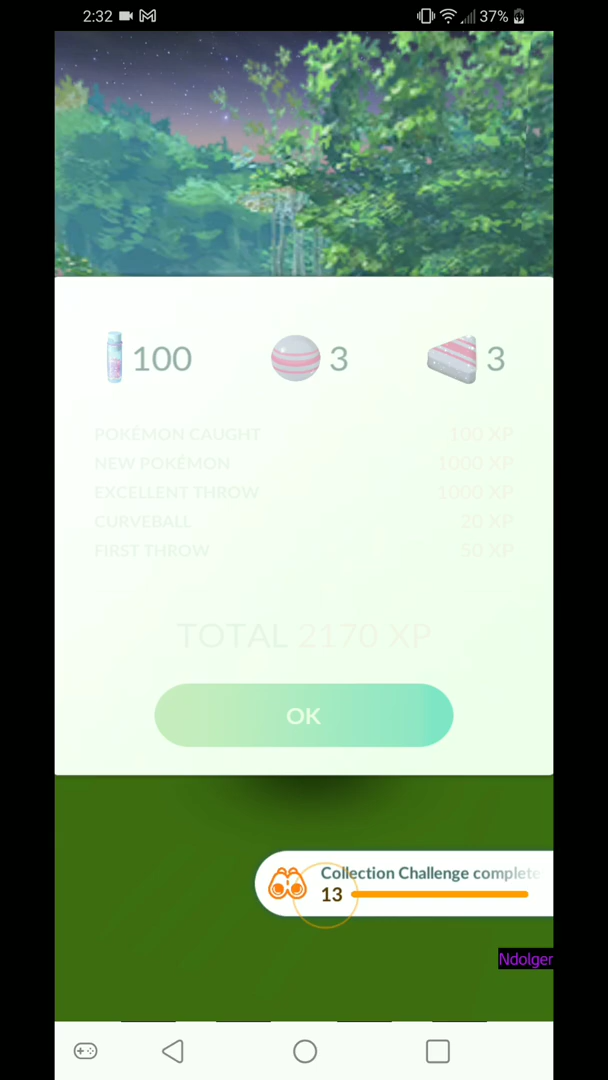 2:32
37%
100
3
3
POKÉMON CAUGHT 100 XP
NEW POKÉMON 1000 XP
EXCELLENT THROW 1000 XP
CURVEBALL 20 XP
FIRST THROW 50 XP
TOTAL 2170 XP
OK
Collection Challenge complete
13
Ndolger